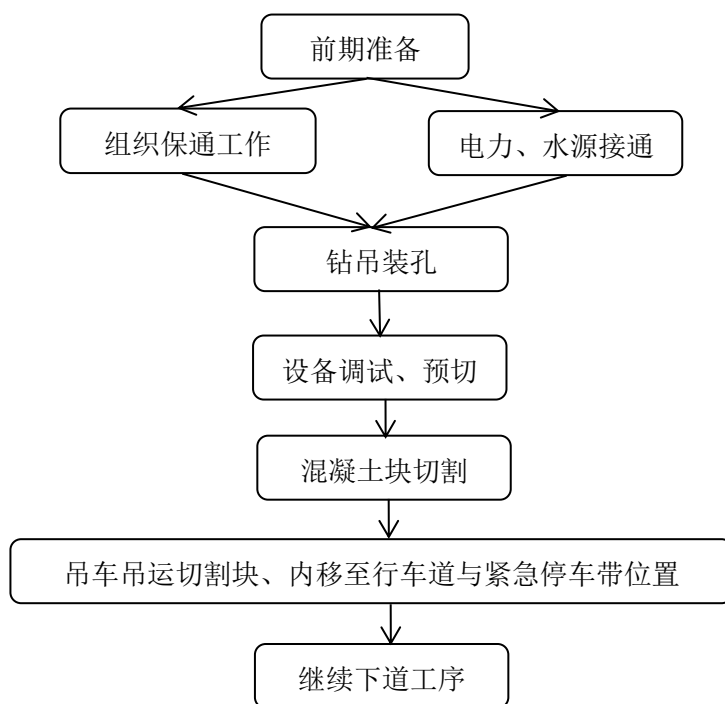 前期准备
组织保通工作
电力、水源接通
钻吊装孔
设备调试、预切
混凝土块切割
吊车吊运切割块、内移至行车道与紧急停车带位置
继续下道工序